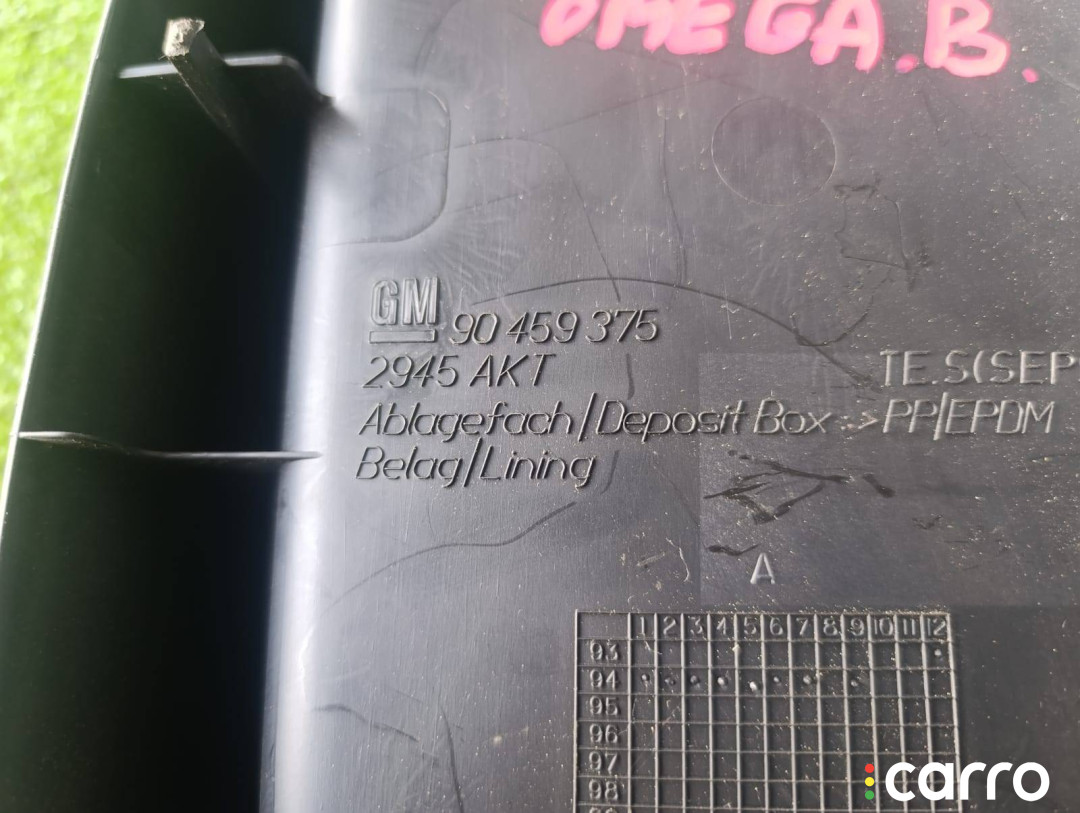 OMEGA.B.
GM 90 459 375
2945 AKT
TE.S(SEP
Ablagefach/Deposit Box >PP/EPDM
Belag/Lining
A
1 2 3 4 5 6 7 8 9 10 11 12
93
94
95
96
97
98
carro